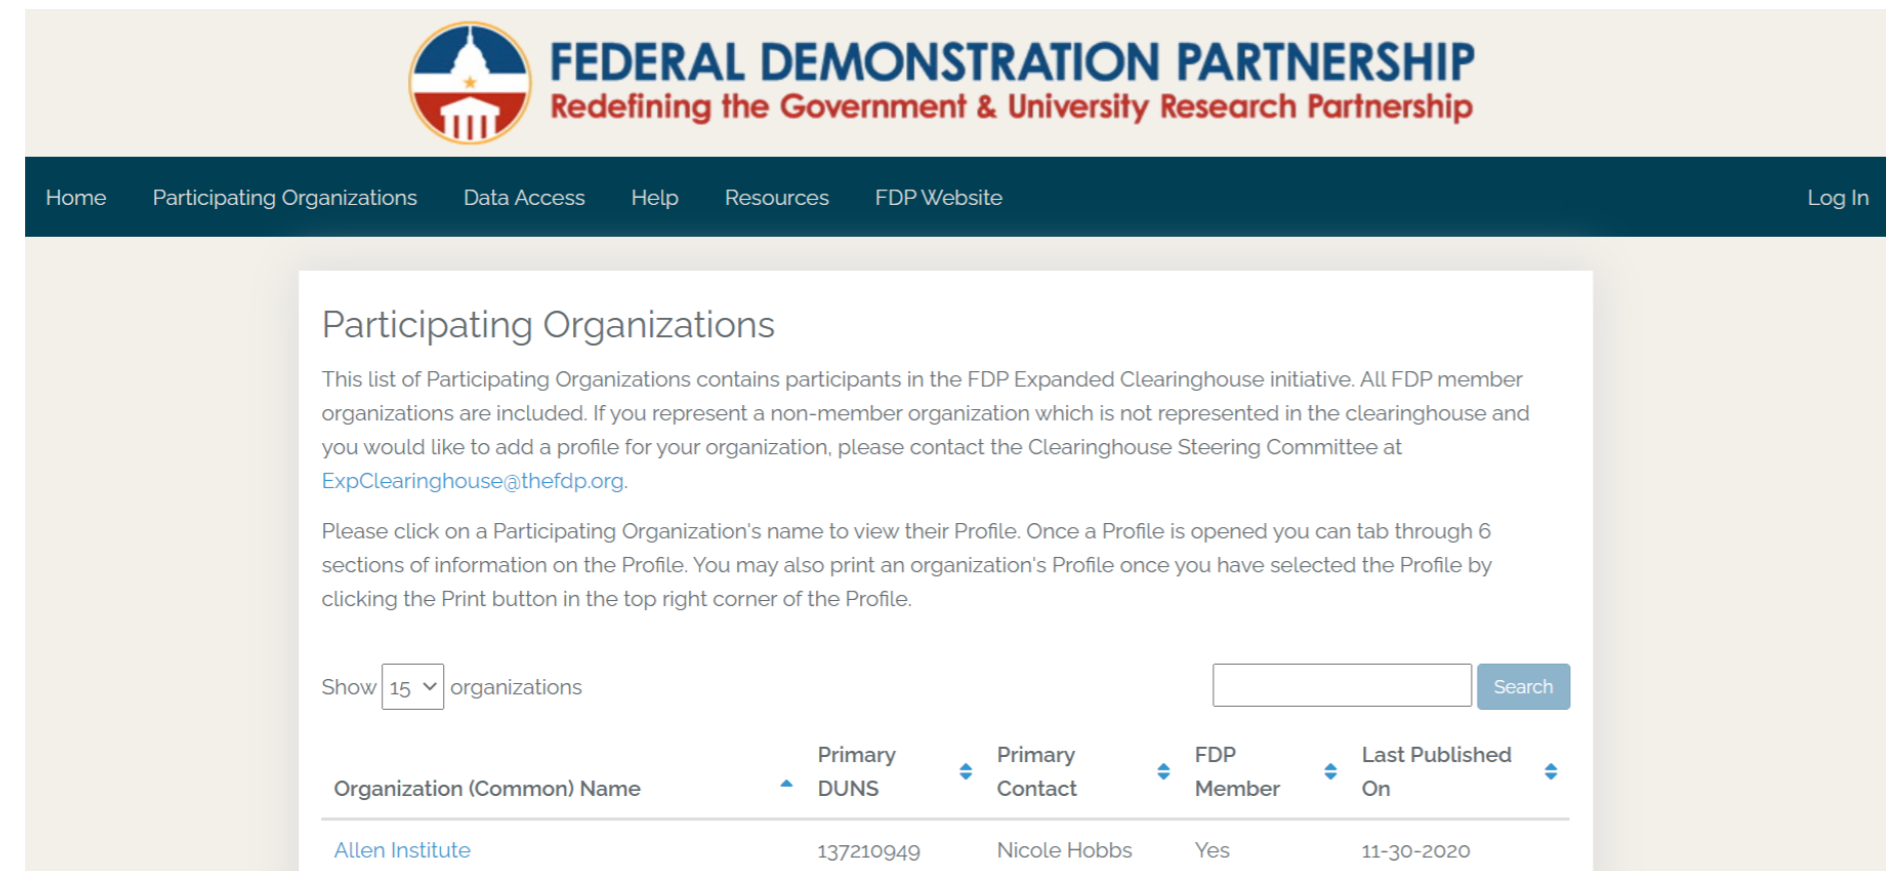 FEDERAL DEMONSTRATION PARTNERSHIP
Redefining the Government & University Research Partnership
Home Participating Organizations Data Access Help Resources FDP Website Log In
Participating Organizations
This list of Participating Organizations contains participants in the FDP Expanded Clearinghouse initiative. All FDP member
organizations are included. If you represent a non-member organization which is not represented in the clearinghouse and
you would like to add a profile for your organization, please contact the Clearinghouse Steering Committee at
ExpClearinghouse@thefdp.org.
Please click on a Participating Organization's name to view their Profile. Once a Profile is opened you can tab through 6
sections of information on the Profile. You may also print an organization's Profile once you have selected the Profile by
clicking the Print button in the top right corner of the Profile.
Show 15 organizations Search
Primary Primary FDP Last Published
Organization (Common) Name DUNS Contact Member On
Allen Institute 137210949 Nicole Hobbs Yes 11-30-2020